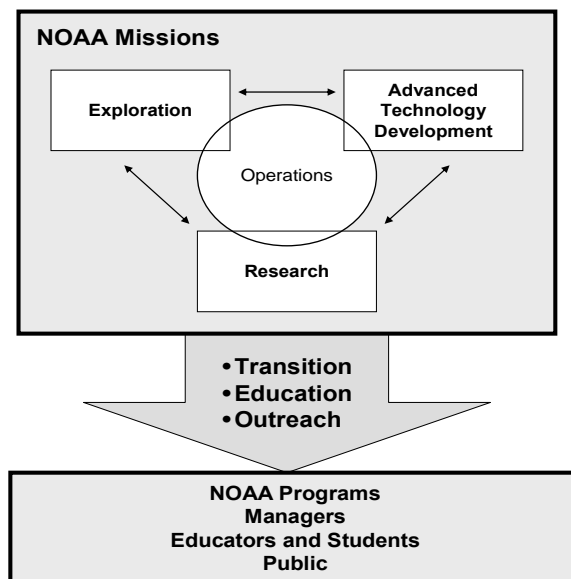 NOAA Missions
Exploration
Advanced
Technology
Development
Operations
Research
•Transition
•Education
•Outreach
NOAA Programs
Managers
Educators and Students
Public